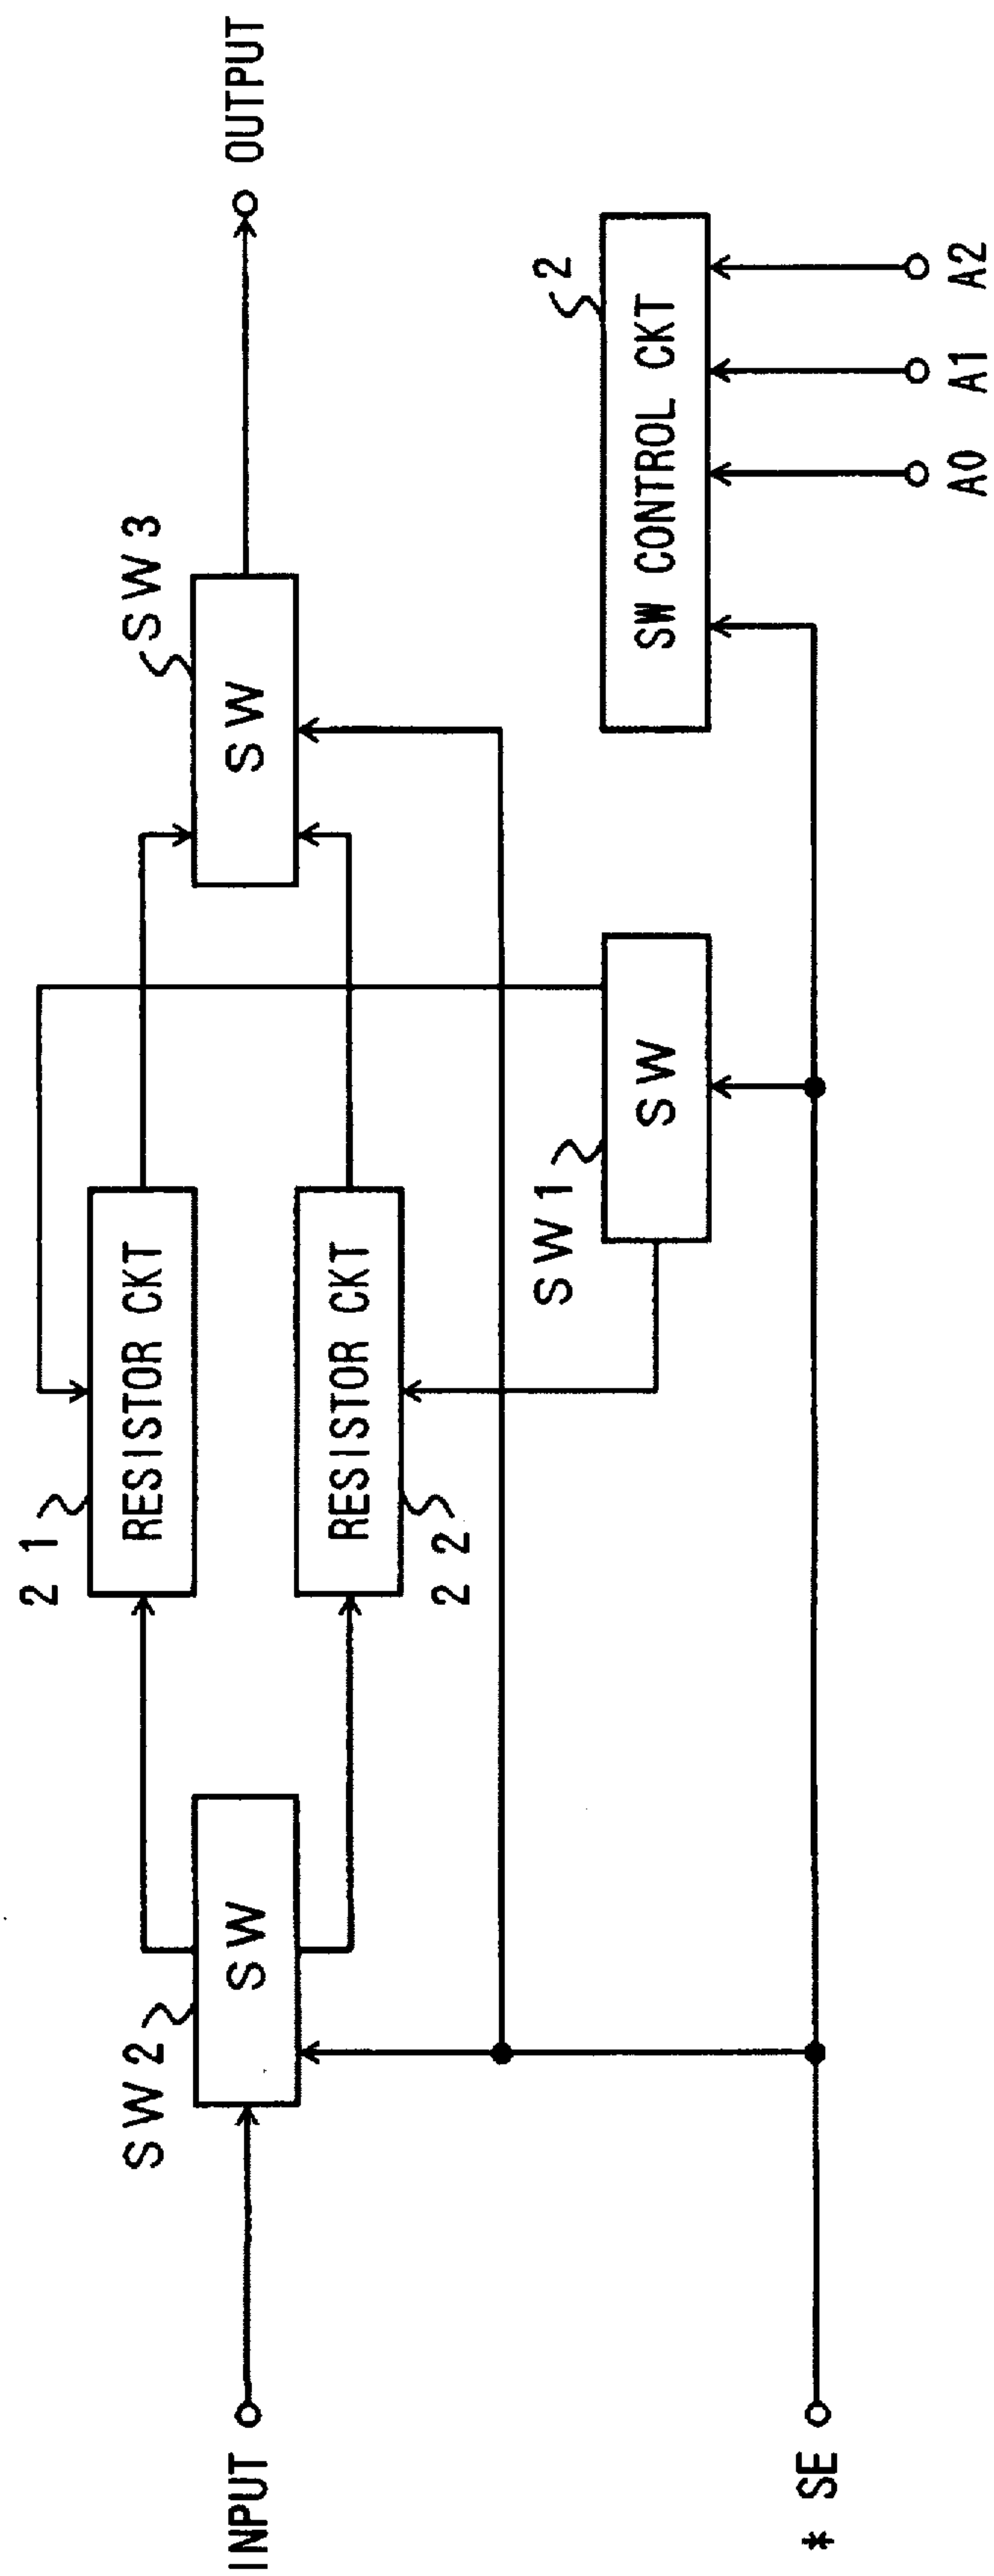 INPUT
SW2
SW
21
RESISTOR CKT
RESISTOR CKT
22
SW3
SW
OUTPUT
SW1
SW
2
SW CONTROL CKT
A0
A1
A2
* SE